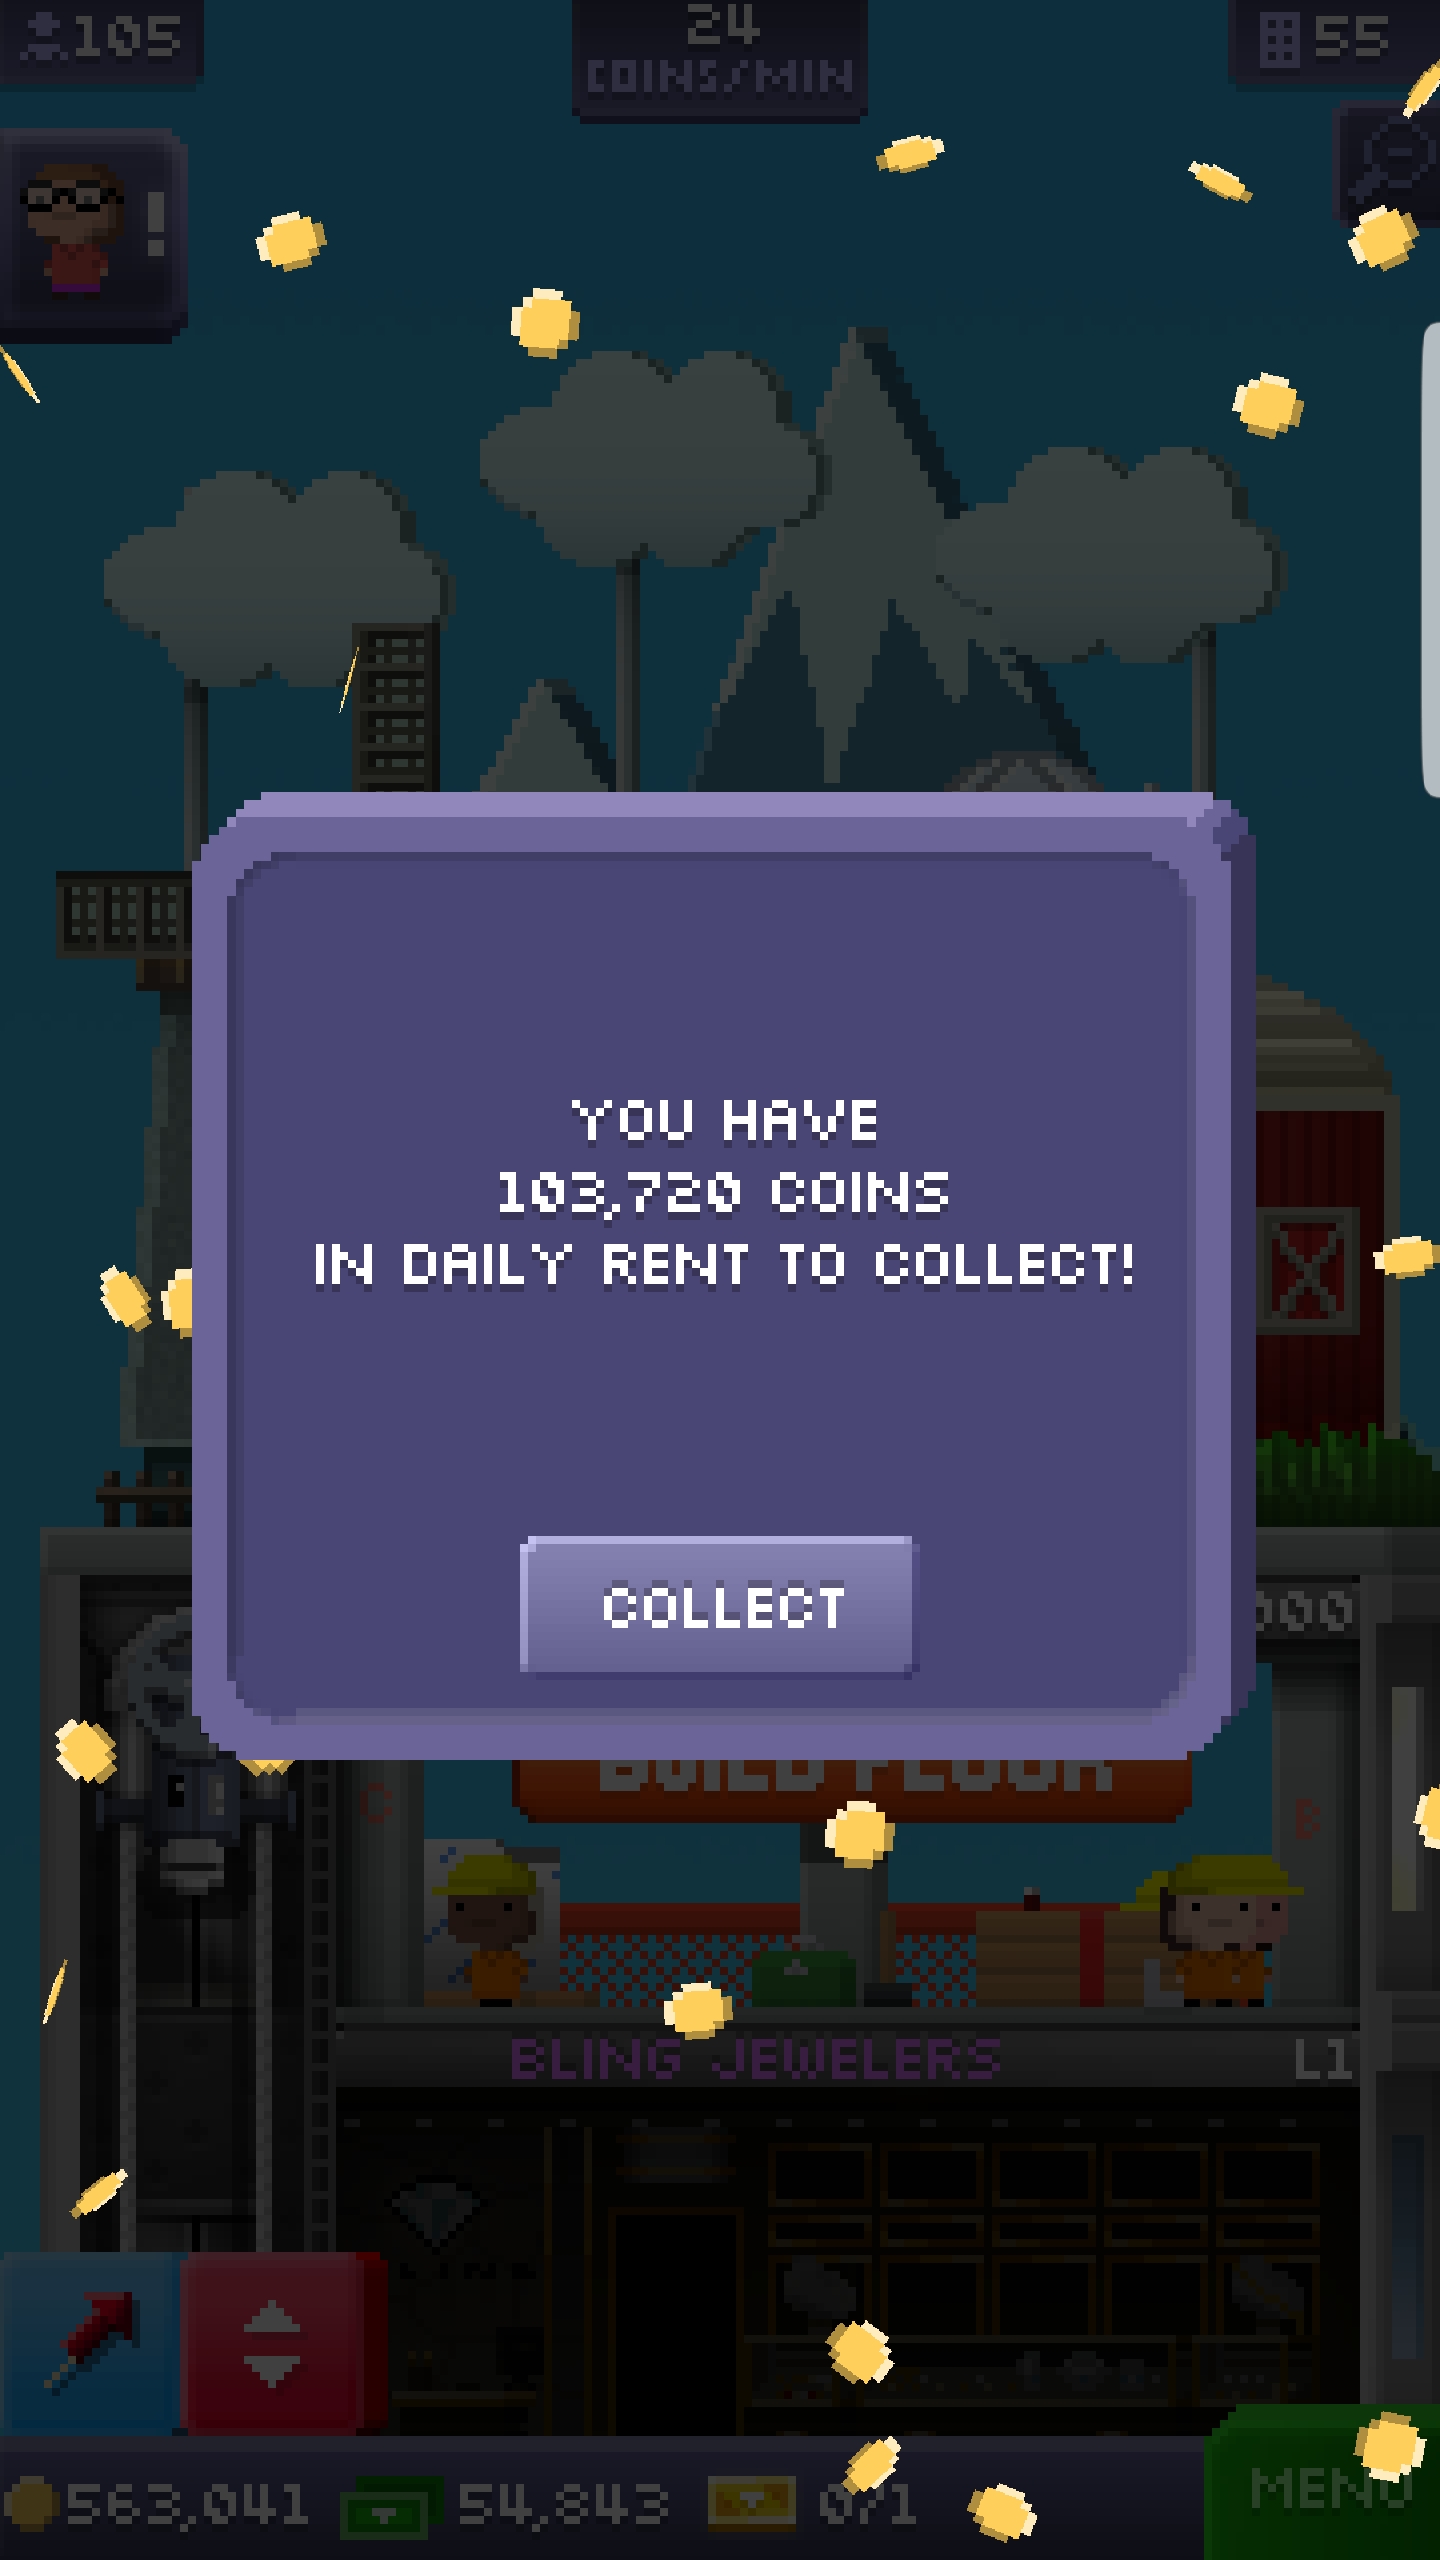 105
24
COINS/MIN
55
!
YOU HAVE
103,720 COINS
IN DAILY RENT TO COLLECT!
COLLECT
000
BUILD FLOOR
C
B
BLING JEWELERS
L1
563,041
54,843
0/1
MENU